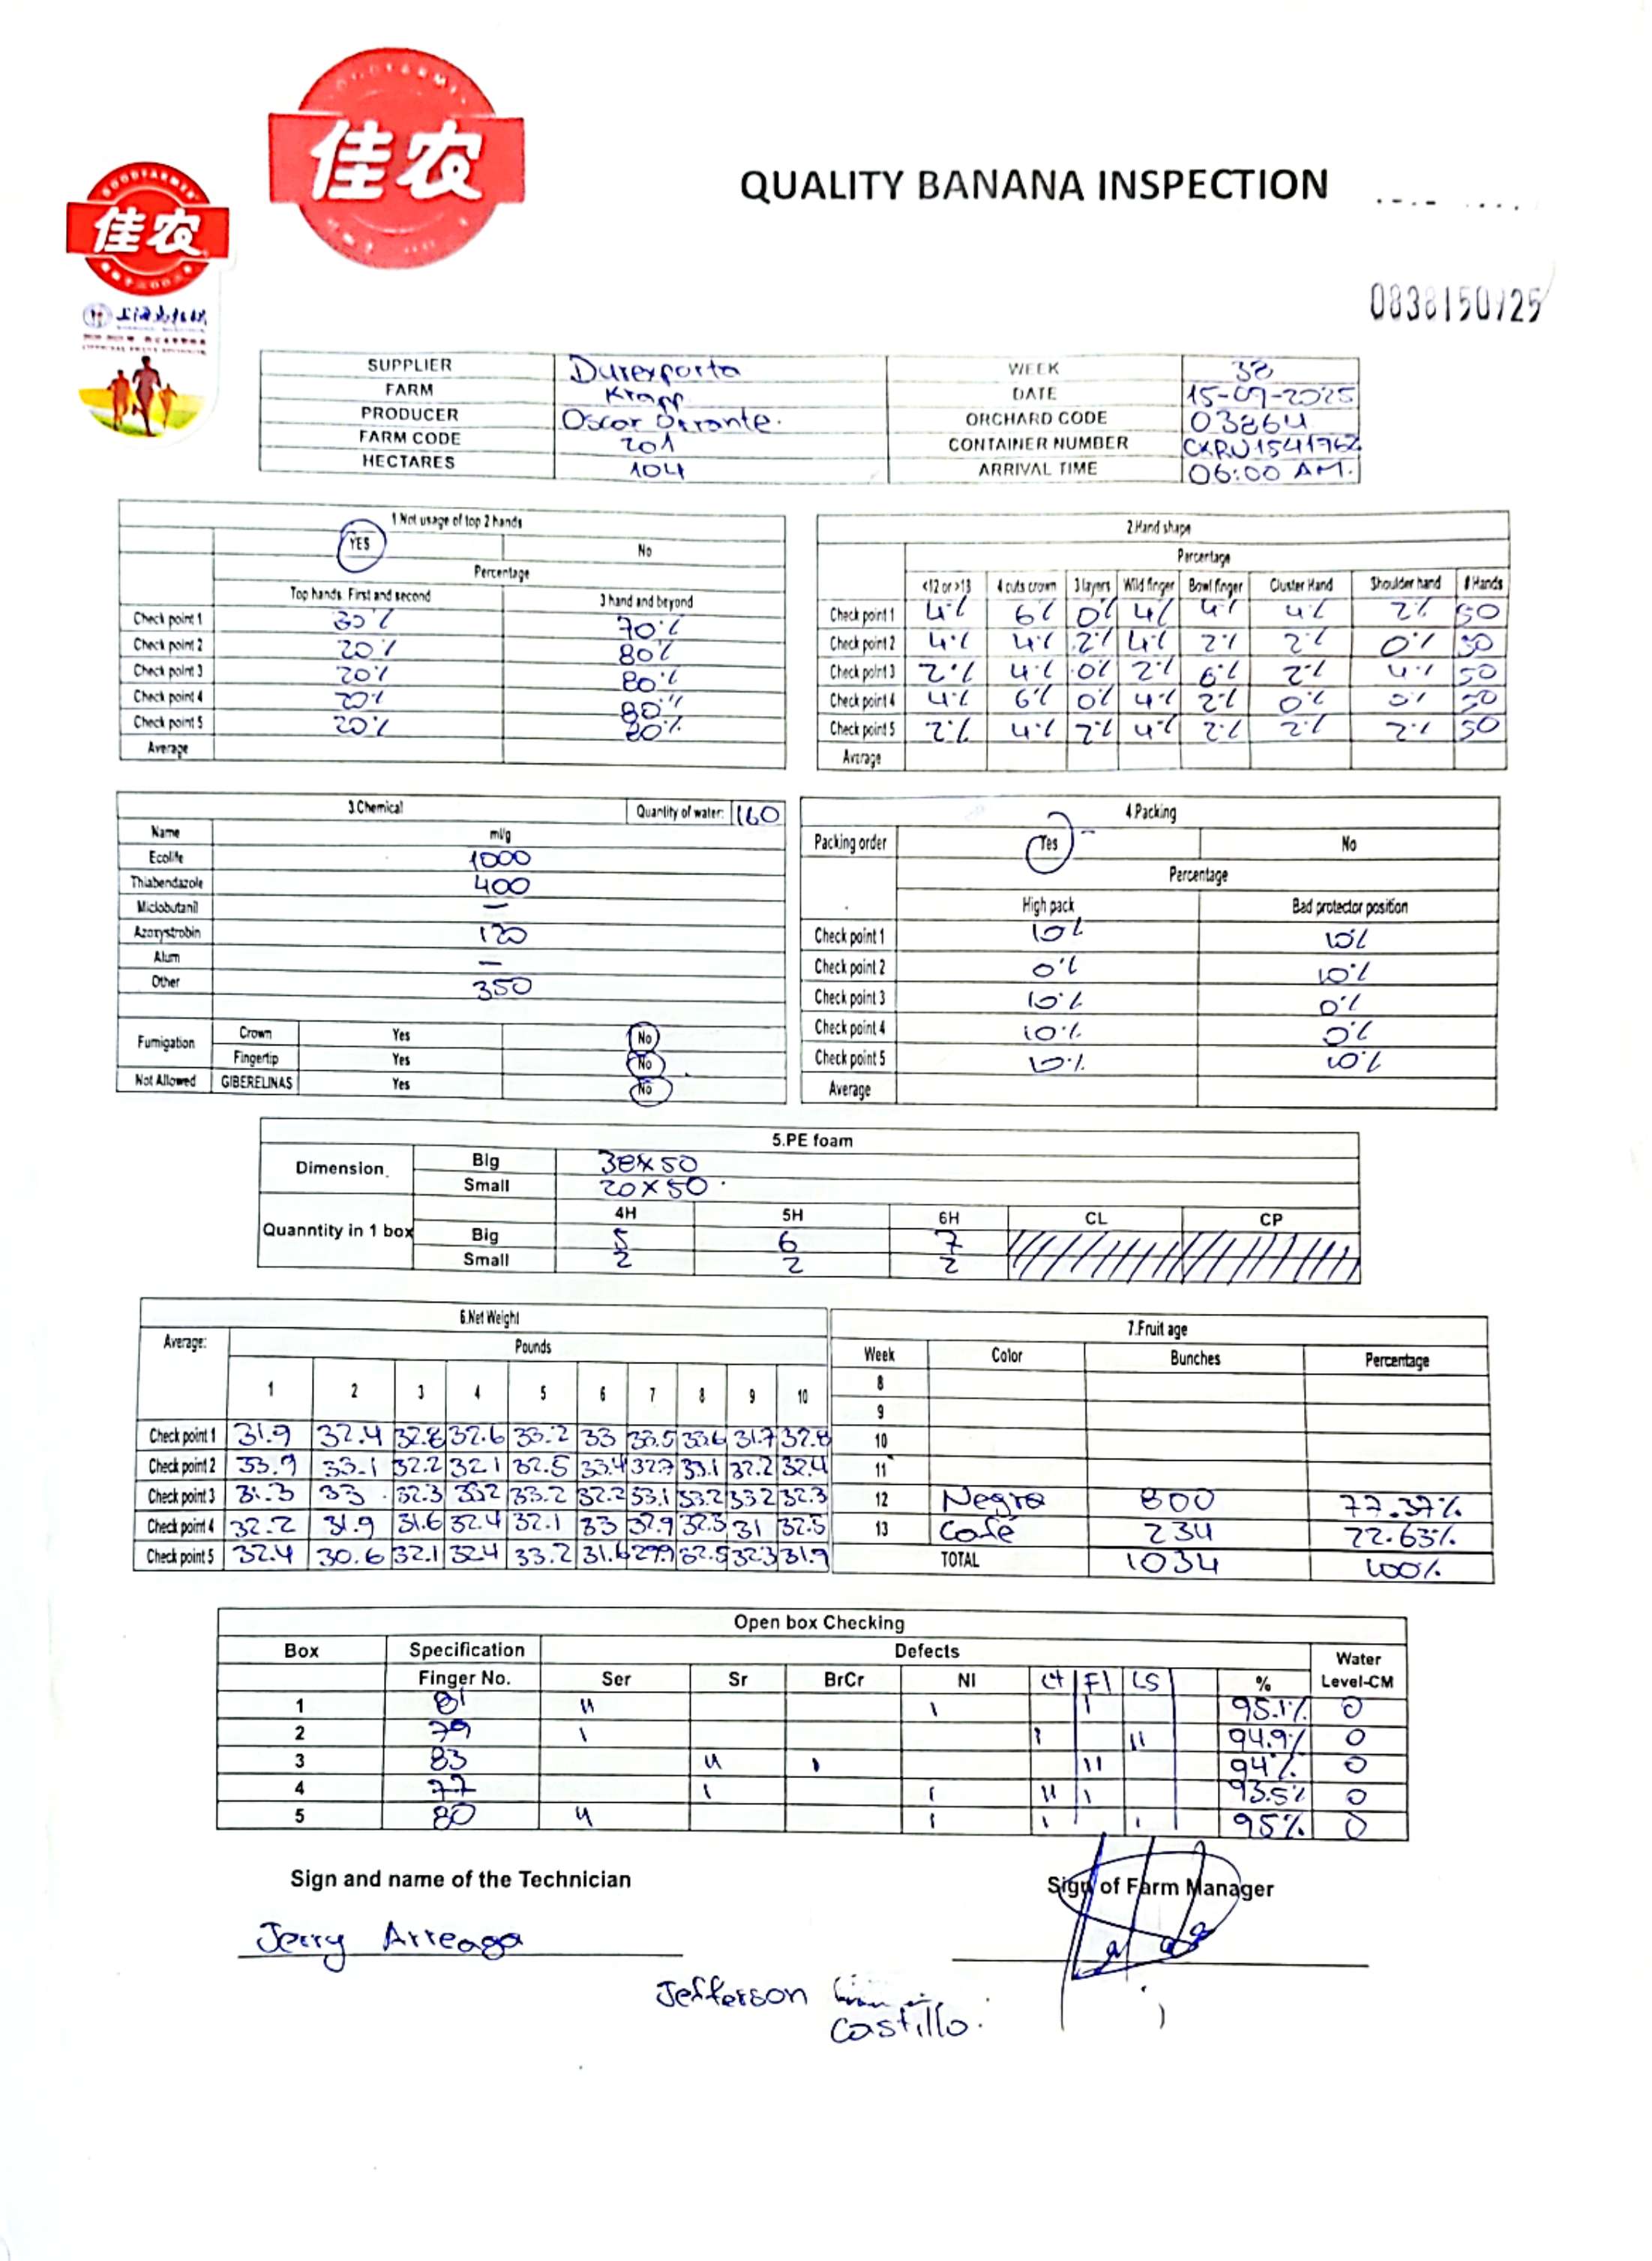 佳农
GOODFARMER
佳农
QUALITY BANANA INSPECTION
SUPPLIER Durexporta WEEK 38
FARM Krapp DATE 15-09-2025
PRODUCER Oscar ORCHARD CODE 03864
FARM CODE 201 CONTAINER NUMBER CXRU1541762
HECTARES 104 ARRIVAL TIME 06:00 AM.
1 Not usage of top 2 hands
YES No
Percentage
Top hands. First and second 3 hand and beyond
Check point 1 30% 70%
Check point 2 20% 80%
Check point 3 20% 80%
Check point 4 20% 80%
Check point 5 20% 80%
Average
2.Hand shape
Percentage
<12 or >13 4 cuts crown 3 layers Wild finger Bowl finger Cluster Hand Shoulder hand # Hands
Check point 1 4% 6% 0% 4% 4% 4% 2% 50
Check point 2 4% 4% 2% 4% 2% 2% 0% 50
Check point 3 2% 4% 0% 2% 6% 2% 4% 50
Check point 4 4% 6% 0% 4% 2% 0% 0% 50
Check point 5 2% 4% 2% 4% 2% 2% 2% 50
Average
3.Chemical Quantity of water: 160
Name ml/g
Ecolife 1000
Thiabendazole 400
Miclobutanil —
Azoxystrobin 120
Alum —
Other 350
Fumigation Crown Yes No
Fingertip Yes No
Not Allowed GIBERELINAS Yes No
4.Packing
Packing order Yes No
Percentage
High pack Bad protector position
Check point 1 10% 10%
Check point 2 0% 10%
Check point 3 10% 0%
Check point 4 10% 0%
Check point 5 10% 10%
Average
5.PE foam
Dimension. Big 38x50
Small 20x50
4H 5H 6H CL CP
Quanntity in 1 box Big 5 6 7
Small 2 2 2
6.Net Weight
Average: Pounds
1 2 3 4 5 6 7 8 9 10
Check point 1 31.9 32.4 32.8 32.6 33.2 33 33.5 33.6 31.7 32.8
Check point 2 33.9 33.1 32.2 32.1 32.5 33.4 32.7 33.1 32.2 32.4
Check point 3 31.3 33 32.3 33.2 33.2 32.2 33.1 33.2 33.2 32.3
Check point 4 32.2 31.9 31.6 32.4 32.1 33 32.9 32.3 31 32.5
Check point 5 32.4 30.6 32.1 32.4 33.2 31.6 29.9 32.5 32.3 31.9
7.Fruit age
Week Color Bunches Percentage
8
9
10
11
12 Negro 800 77.37%
13 Café 234 22.63%
TOTAL 1034 100%
Open box Checking
Box Specification Defects Water Level-CM
Finger No. Ser Sr BrCr NI Ct Fl LS %
1 81 11 1 1 95.1% 0
2 79 1 1 11 94.9% 0
3 83 11 1 11 94% 0
4 77 1 1 11 1 93.5% 0
5 80 11 1 1 1 95% 0
Sign and name of the Technician
Sign of Farm Manager
Jerry Arreaga
Jefferson
Castillo.